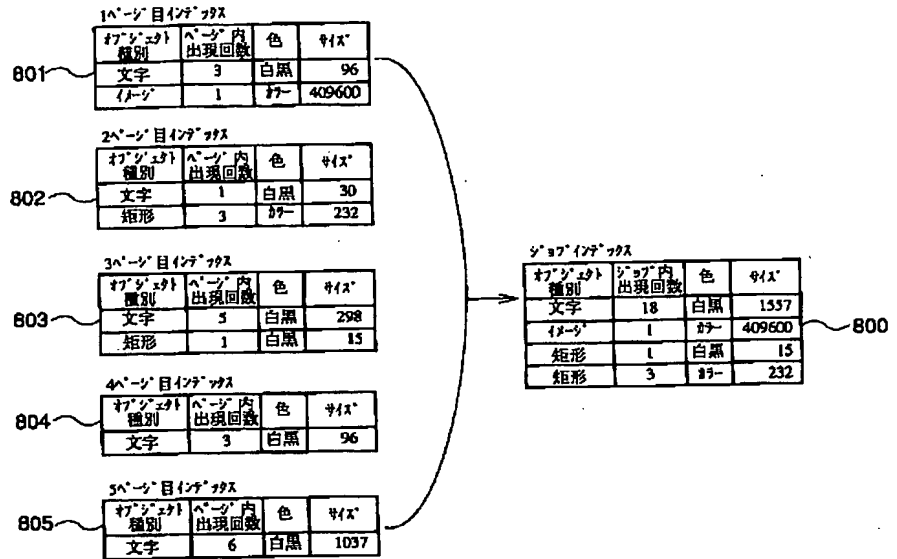 1ページ目インデックス
オブジェクト種別 ページ内出現回数 色 サイズ
801 文字 3 白黒 96
イメージ 1 カラー 409600
2ページ目インデックス
オブジェクト種別 ページ内出現回数 色 サイズ
802 文字 1 白黒 30
矩形 3 カラー 232
3ページ目インデックス
オブジェクト種別 ページ内出現回数 色 サイズ
803 文字 5 白黒 298
矩形 1 白黒 15
4ページ目インデックス
オブジェクト種別 ページ内出現回数 色 サイズ
804 文字 3 白黒 96
5ページ目インデックス
オブジェクト種別 ページ内出現回数 色 サイズ
805 文字 6 白黒 1037
ジョブインデックス
オブジェクト種別 ジョブ内出現回数 色 サイズ
文字 18 白黒 1557
イメージ 1 カラー 409600 800
矩形 1 白黒 15
矩形 3 カラー 232